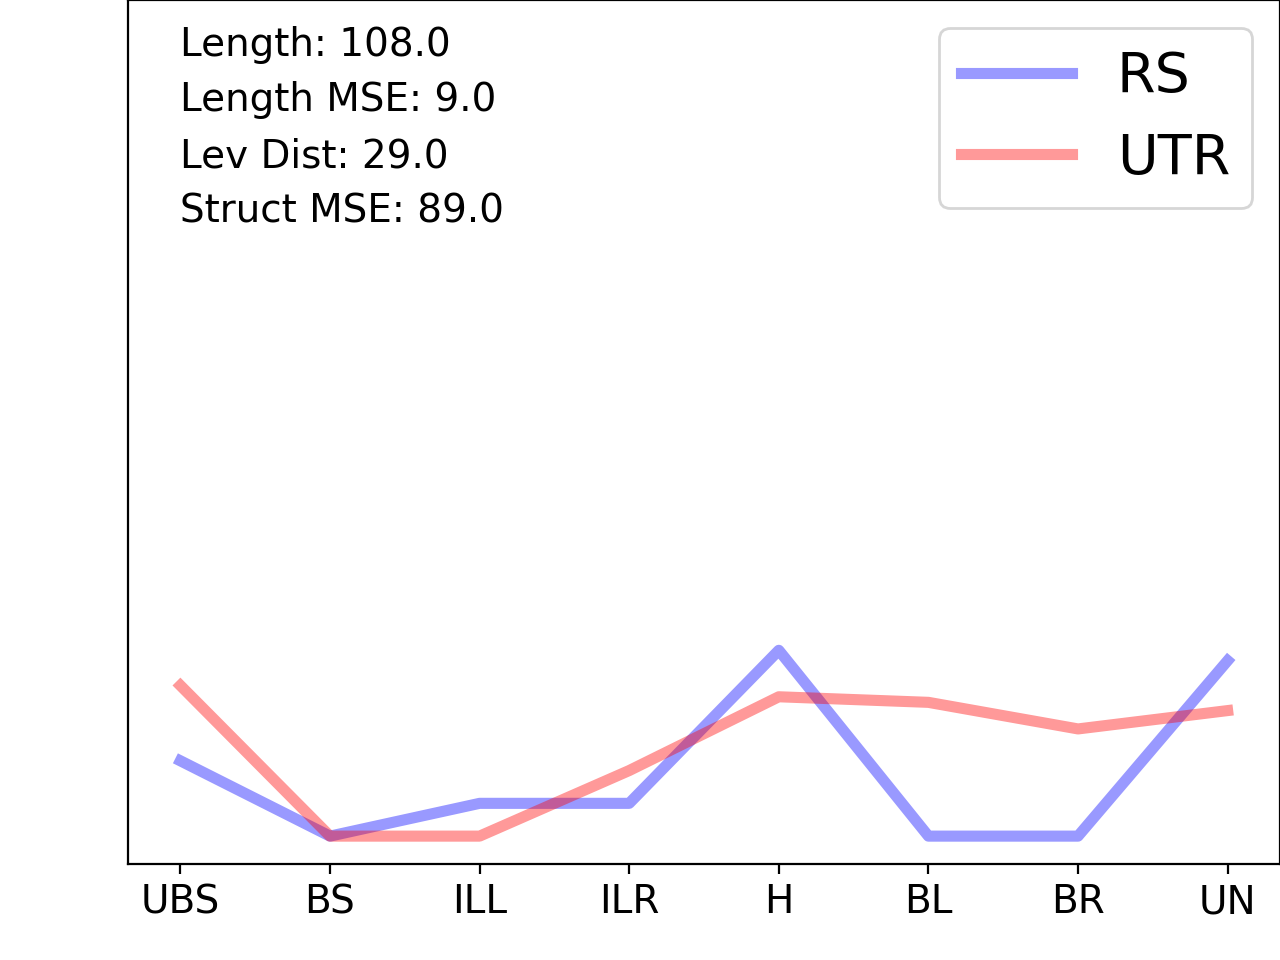 Length: 108.0
Length MSE: 9.0
Lev Dist: 29.0
Struct MSE: 89.0
RS
UTR
UBS BS ILL ILR H BL BR UN